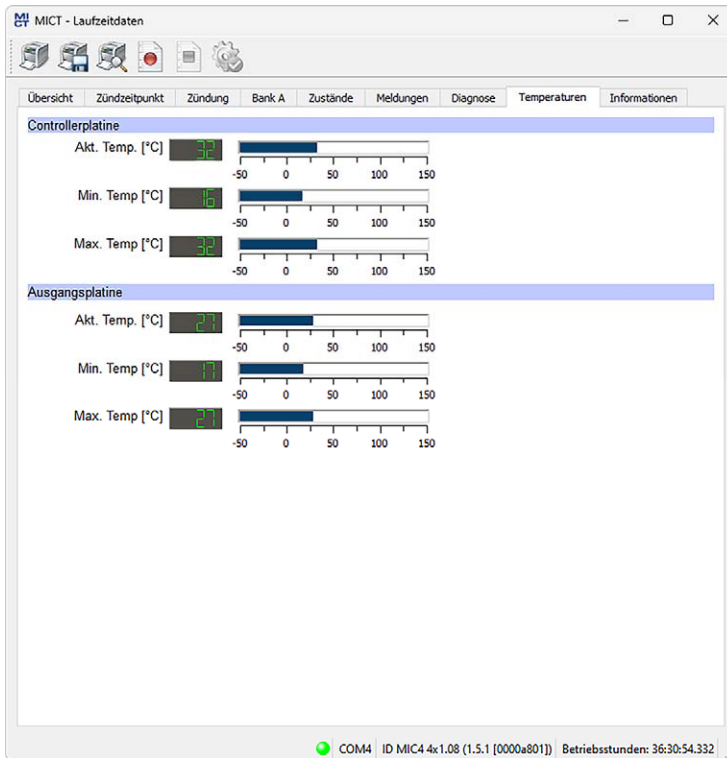 MICT - Laufzeitdaten
Übersicht Zündzeitpunkt Zündung Bank A Zustände Meldungen Diagnose Temperaturen Informationen
Controllerplatine
Akt. Temp. [°C] 32
-50 0 50 100 150
Min. Temp [°C] 16
-50 0 50 100 150
Max. Temp [°C] 32
-50 0 50 100 150
Ausgangsplatine
Akt. Temp. [°C] 27
-50 0 50 100 150
Min. Temp [°C] 17
-50 0 50 100 150
Max. Temp [°C] 27
-50 0 50 100 150
COM4 ID MIC4 4x1.08 (1.5.1 [0000a801]) Betriebsstunden: 36:30:54.332